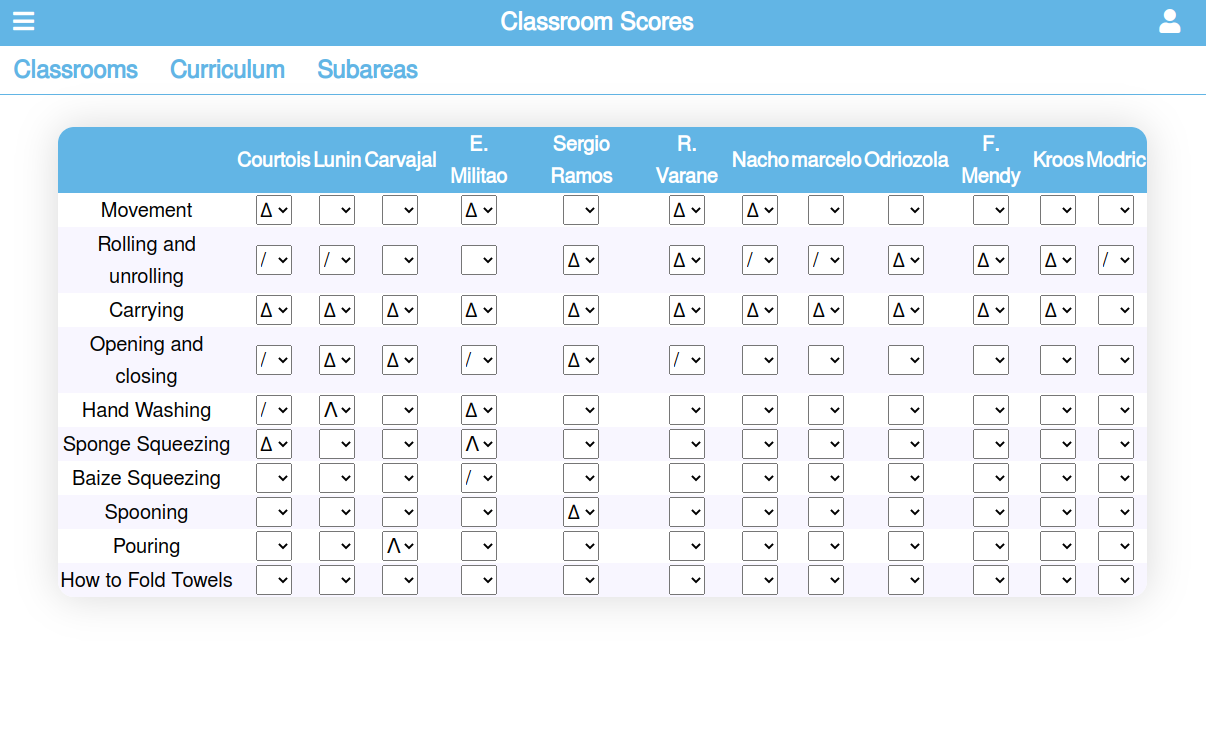 Classroom Scores
Classrooms Curriculum Subareas
Courtois Lunin Carvajal E. Militao Sergio Ramos R. Varane Nacho marcelo Odriozola F. Mendy Kroos Modric
Movement Δ Δ Δ Δ
Rolling and
unrolling / / Δ Δ / / Δ Δ Δ /
Carrying Δ Δ Δ Δ Δ Δ Δ Δ Δ Δ Δ
Opening and
closing / Δ Δ / Δ /
Hand Washing / Λ Δ
Sponge Squeezing Δ Λ
Baize Squeezing /
Spooning Δ
Pouring Λ
How to Fold Towels